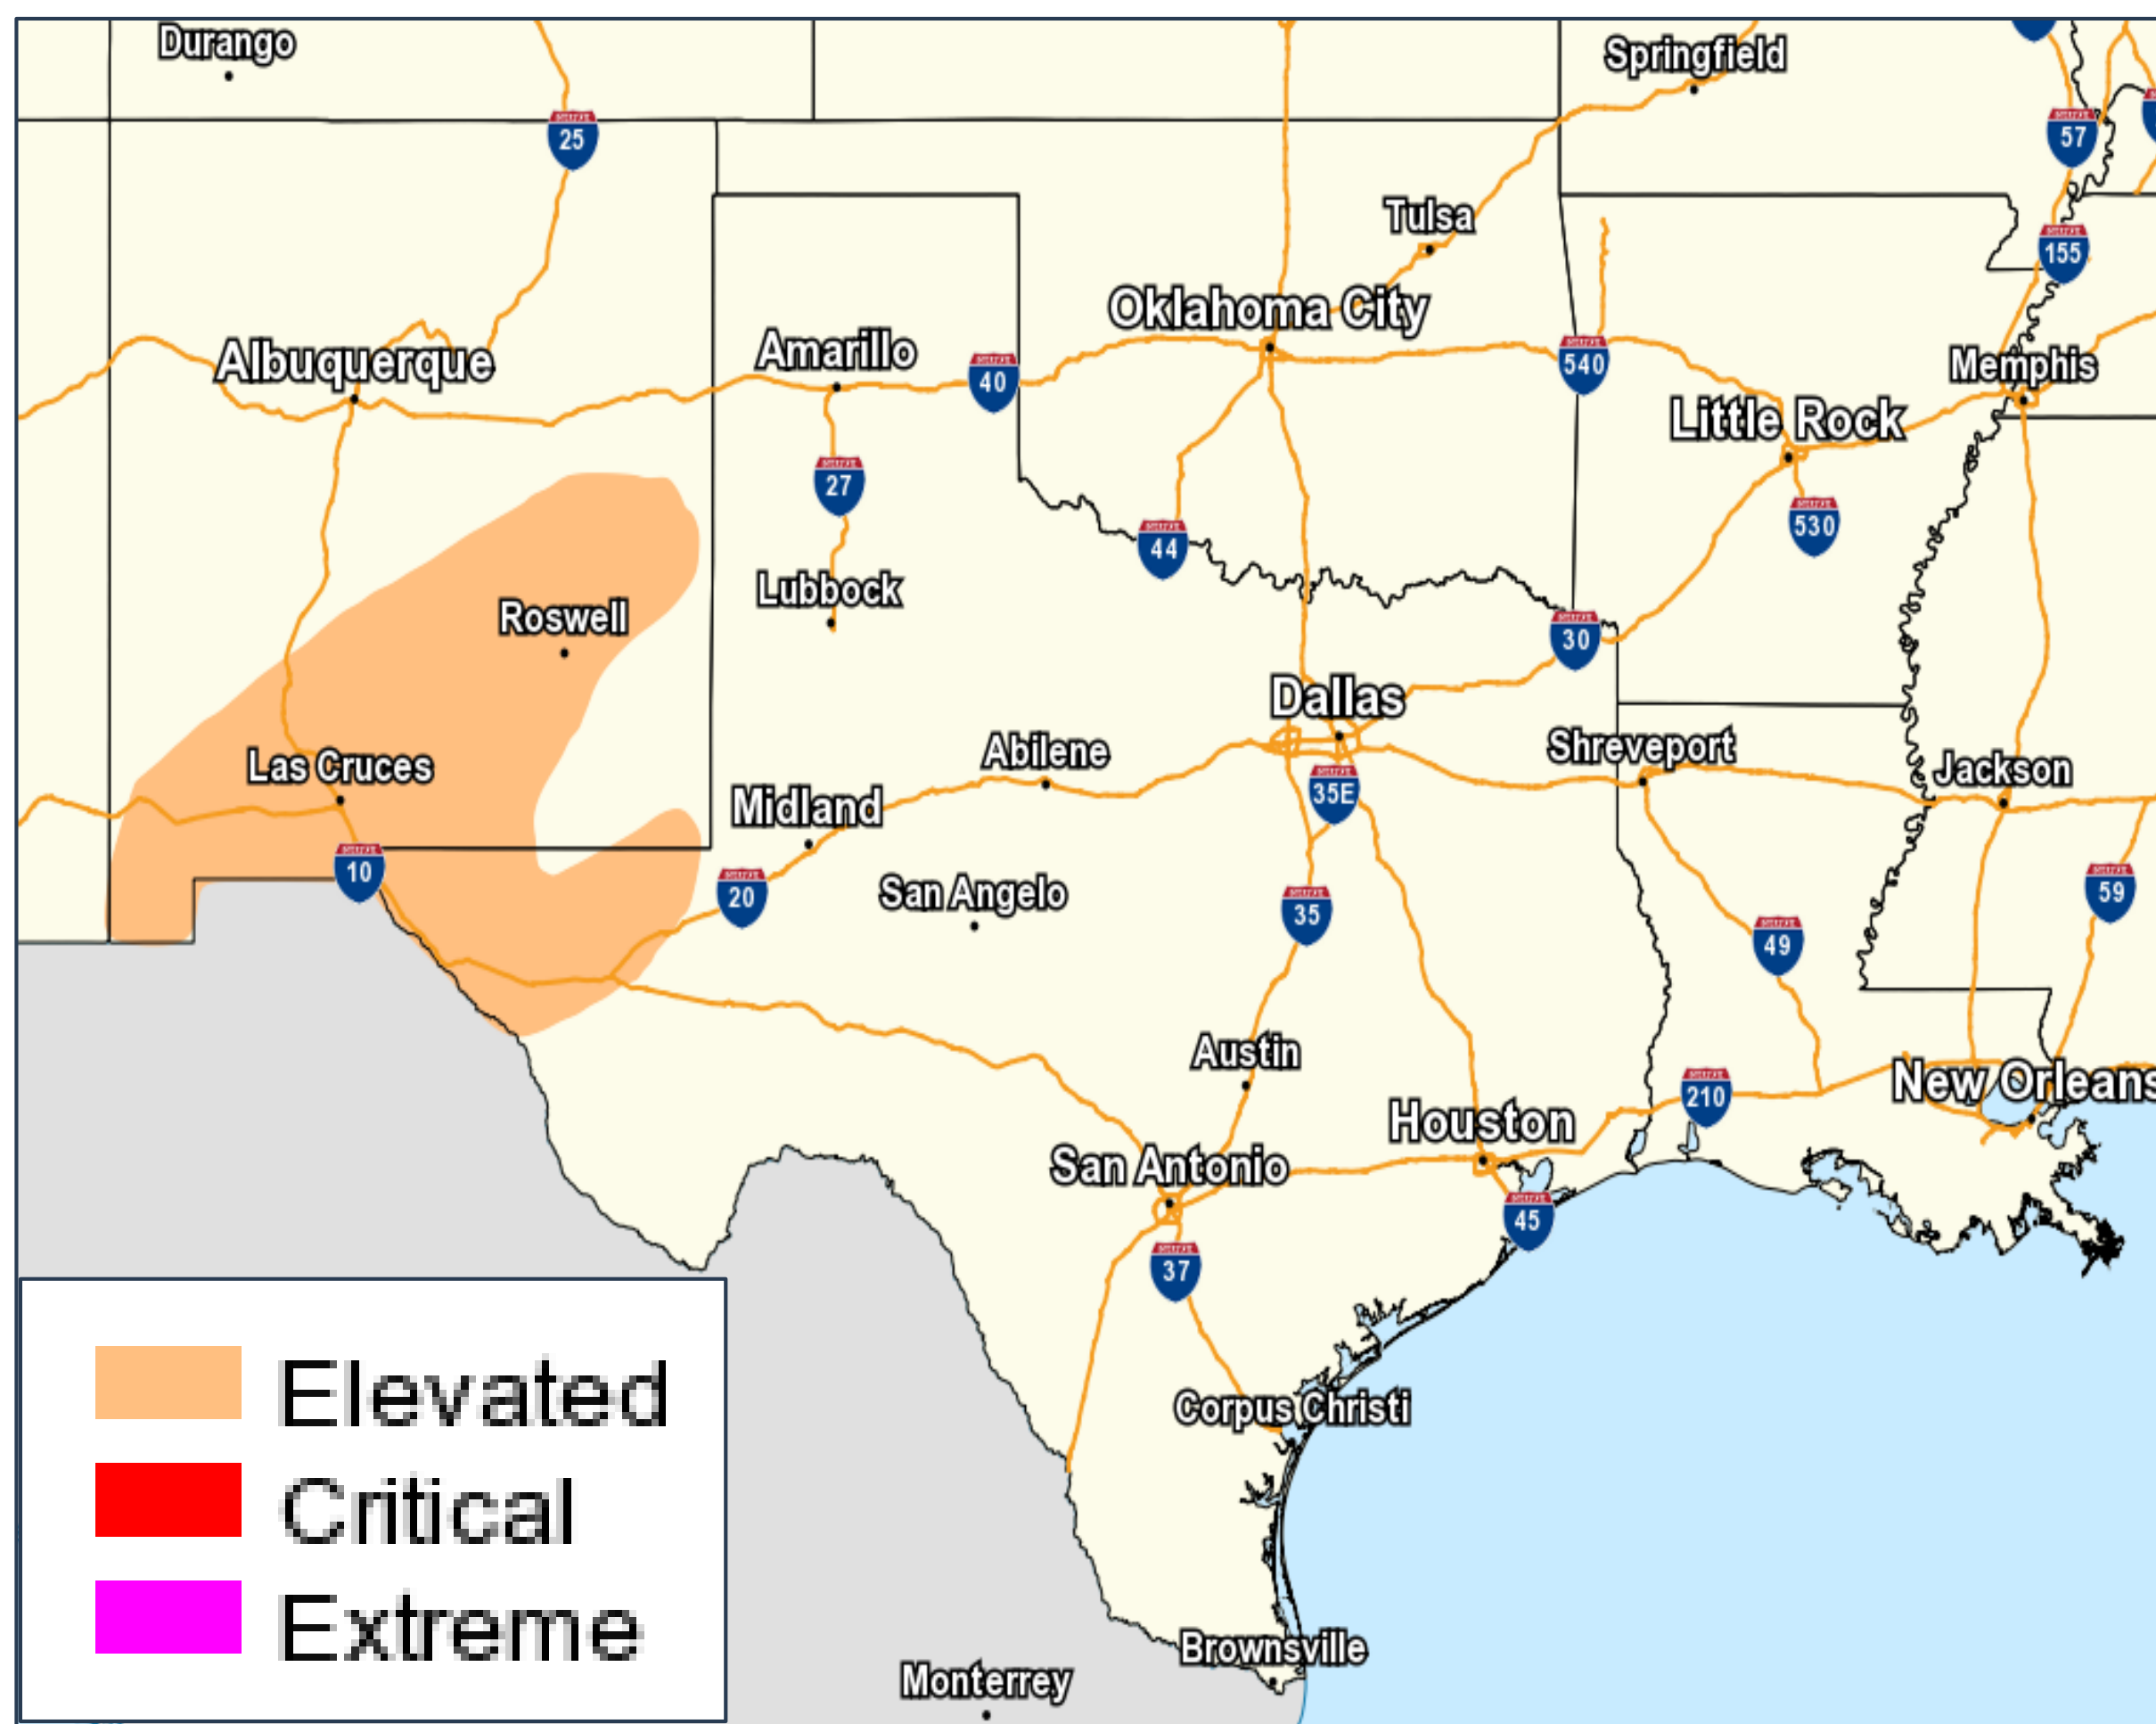 Durango
Springfield
25
57
Tulsa
155
Oklahoma City
Albuquerque
Amarillo
40
540
Memphis
Little Rock
27
530
44
Lubbock
Roswell
30
Dallas
Las Cruces
Abilene
Shreveport
Jackson
Midland
35E
10
20
San Angelo
35
59
49
Austin
New Orleans
210
Houston
San Antonio
45
37
Corpus Christi
Brownsville
Monterrey
Elevated
Critical
Extreme